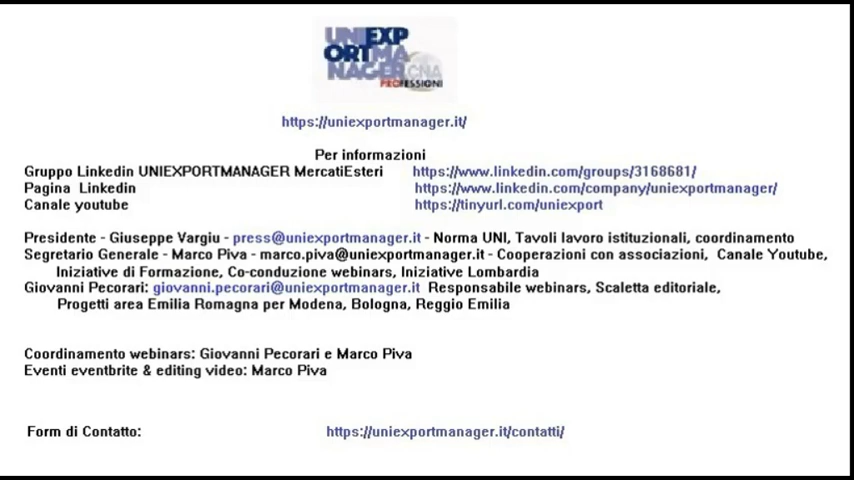 UNIEXP
ORTMA
NAGER CNA
PROFESSIONI
https://uniexportmanager.it/
Per informazioni
Gruppo Linkedin UNIEXPORTMANAGER MercatiEsteri https://www.linkedin.com/groups/3168681/
Pagina Linkedin https://www.linkedin.com/company/uniexportmanager/
Canale youtube https://tinyurl.com/uniexport
Presidente - Giuseppe Vargiu - press@uniexportmanager.it - Norma UNI, Tavoli lavoro istituzionali, coordinamento
Segretario Generale - Marco Piva - marco.piva@uniexportmanager.it - Cooperazioni con associazioni, Canale Youtube,
Iniziative di Formazione, Co-conduzione webinars, Iniziative Lombardia
Giovanni Pecorari: giovanni.pecorari@uniexportmanager.it Responsabile webinars, Scaletta editoriale,
Progetti area Emilia Romagna per Modena, Bologna, Reggio Emilia
Coordinamento webinars: Giovanni Pecorari e Marco Piva
Eventi eventbrite & editing video: Marco Piva
Form di Contatto: https://uniexportmanager.it/contatti/